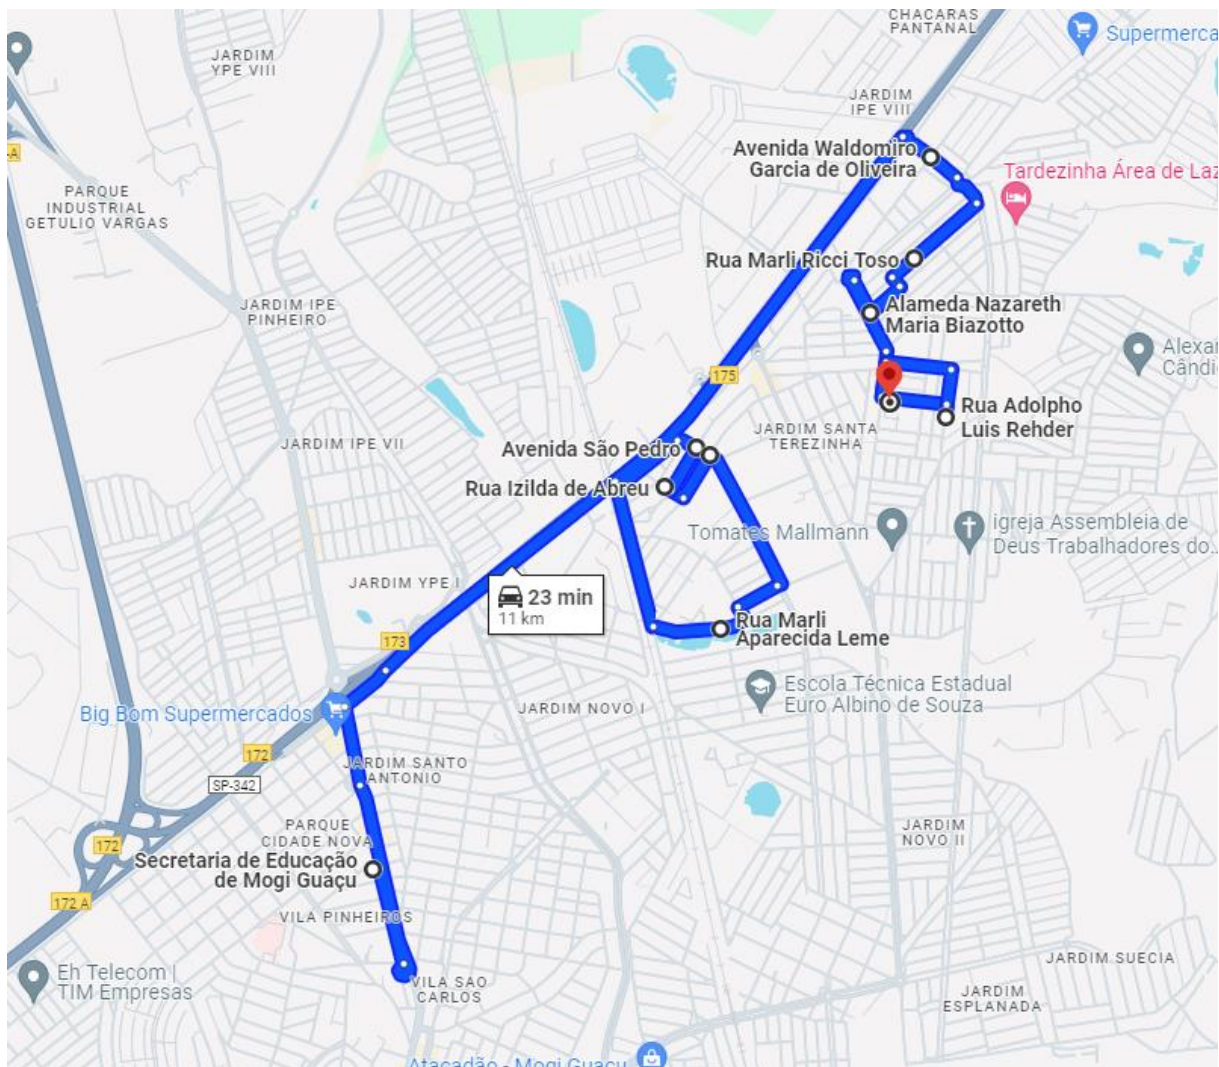 CHACARAS
PANTANAL
Supermerca
JARDIM
YPE VIII
JARDIM
IPE VIII
-A
Avenida Waldomiro
Garcia de Oliveira
Tardezinha Área de Laz
PARQUE
INDUSTRIAL
GETULIO VARGAS
Rua Marli Ricci Toso
JARDIM IPE
PINHEIRO
Alameda Nazareth
Maria Biazotto
Alexar
Cândi
175
Rua Adolpho
Luis Rehder
JARDIM SANTA
TEREZINHA
JARDIM IPE VII
Avenida São Pedro
Rua Izilda de Abreu
Tomates Mallmann
igreja Assembleia de
Deus Trabalhadores do...
JARDIM YPE I
23 min
11 km
Rua Marli
Aparecida Leme
173
Escola Técnica Estadual
Euro Albino de Souza
Big Bom Supermercados
JARDIM NOVO I
172
JARDIM SANTO
ANTONIO
SP-342
PARQUE
CIDADE NOVA
JARDIM
NOVO II
172
Secretaria de Educação
de Mogi Guaçu
172 A
VILA PINHEIROS
JARDIM SUECIA
Eh Telecom |
TIM Empresas
VILA SAO
CARLOS
JARDIM
ESPLANADA
Atacadão - Mogi Guaçu